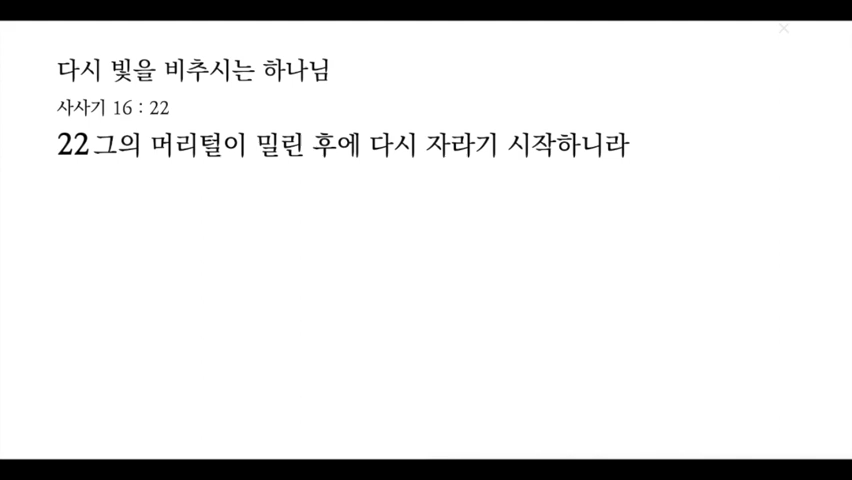 다시 빛을 비추시는 하나님
사사기 16 : 22
22 그의 머리털이 밀린 후에 다시 자라기 시작하니라